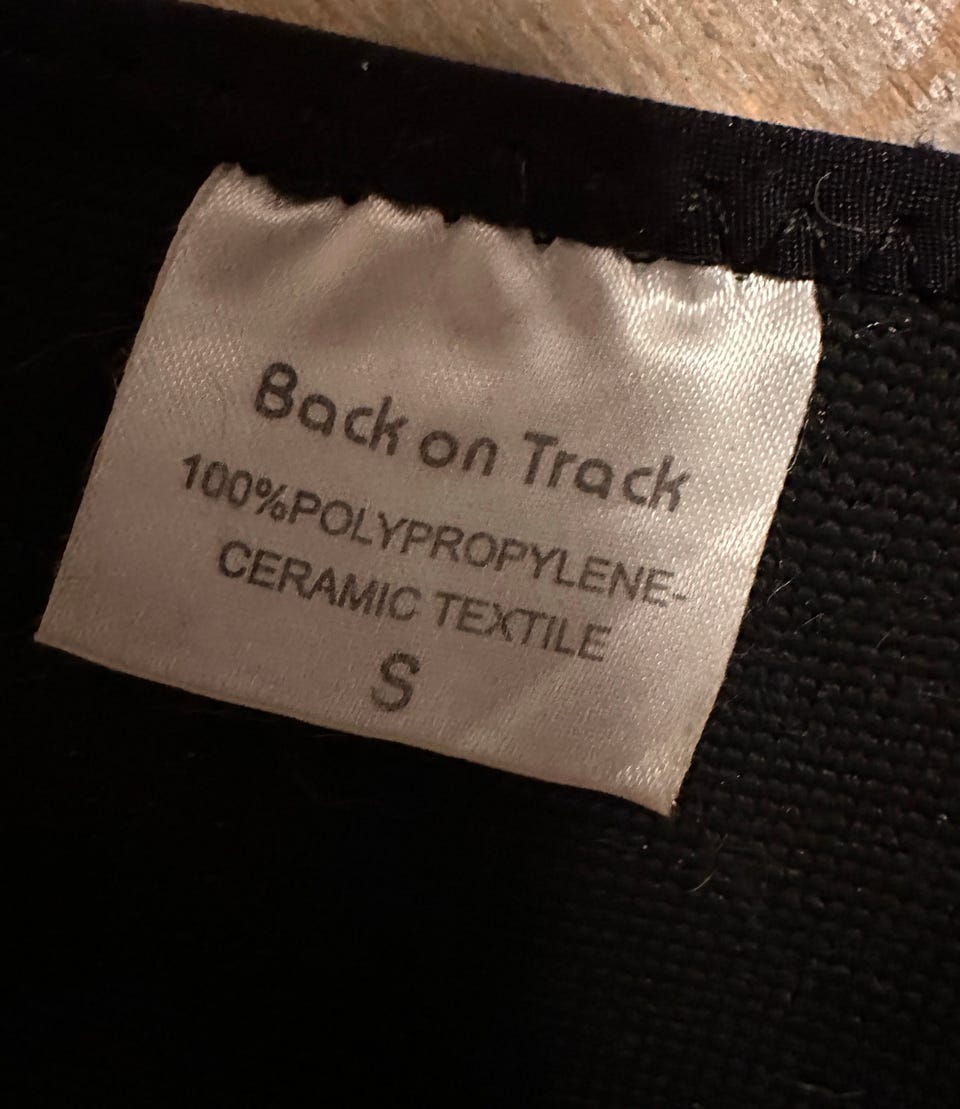 Back on Track
100%POLYPROPYLENE-
CERAMIC TEXTILE
S